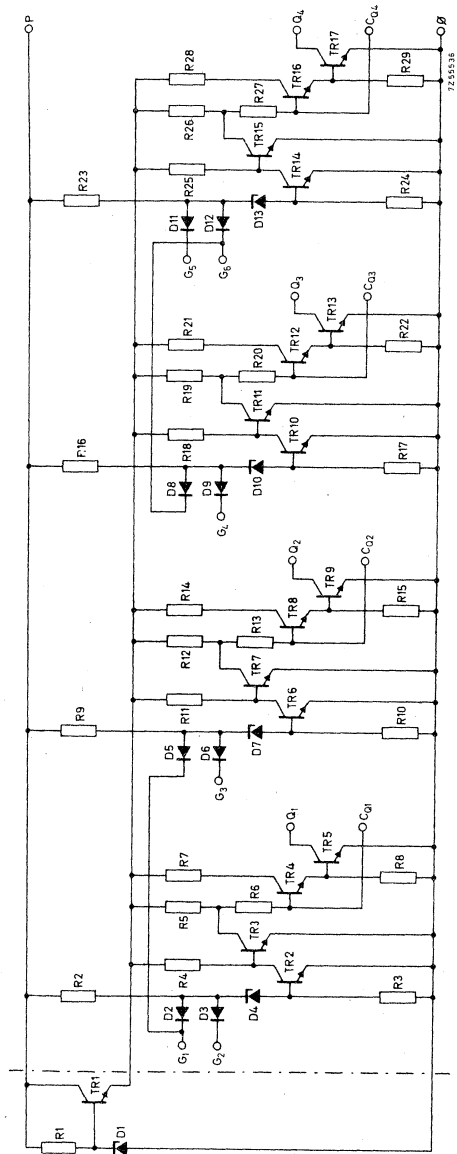 P
R1
TR1
D1
R2
D2
D3
G1
G2
D4
R3
R4
TR2
TR3
R5
R6
R7
TR4
TR5
Q1
CQ1
R8
R9
D5
D6
G3
D7
R10
R11
TR6
TR7
R12
R13
R14
TR8
TR9
Q2
CQ2
R15
R16
D8
D9
G4
D10
R17
R18
TR10
TR11
R19
R20
R21
TR12
TR13
Q3
CQ3
R22
R23
D11
D12
G5
G6
D13
R24
R25
TR14
TR15
R26
R27
R28
TR16
TR17
Q4
CQ4
R29
Ø
7Z55536